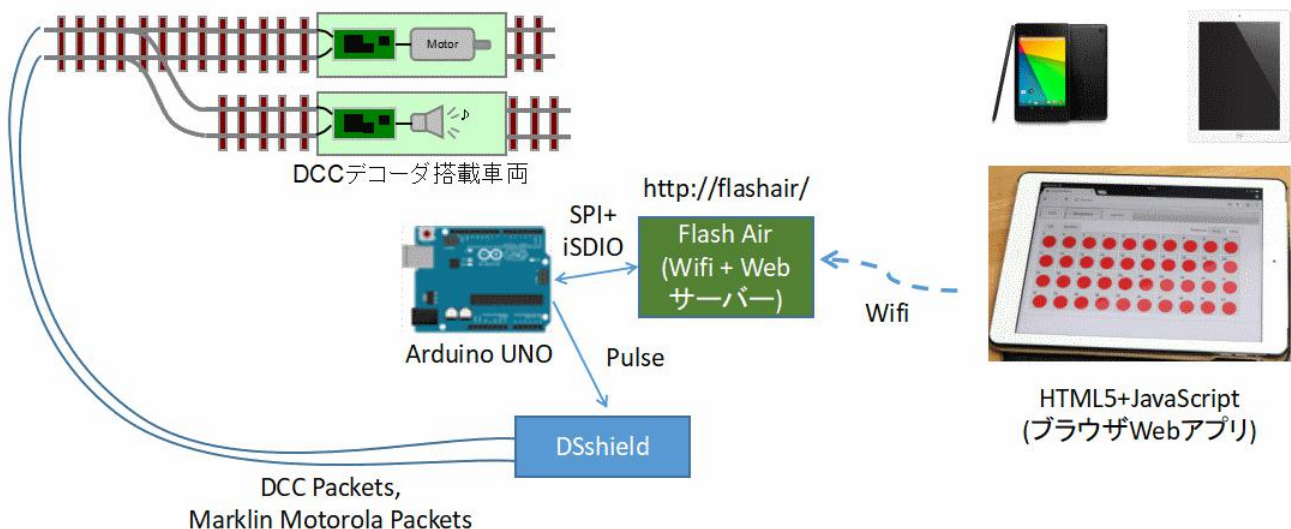 Motor
DCCデコーダ搭載車両
http://flashair/
SPI+
iSDIO
Flash Air
(Wifi + Web
サーバー)
Wifi
Arduino UNO
Pulse
DSshield
DCC Packets,
Marklin Motorola Packets
HTML5+JavaScript
(ブラウザWebアプリ)